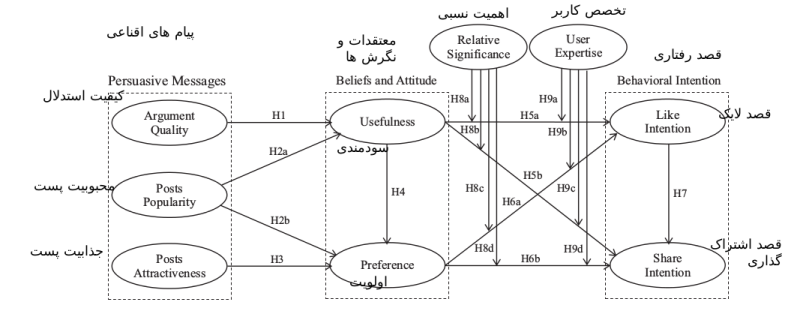 اهمیت نسبی
تخصص کاربر
پیام های اقناعی
معتقدات و
نگرش ها
Relative
Significance
User
Expertise
قصد رفتاری
Persuasive Messages
Beliefs and Attitude
Behavioral Intention
کیفیت استدلال
Argument
Quality
H1
Usefulness
H8a
H9a
H5a
H8b
H9b
Like
Intention
قصد لایک
H2a
سودمندی
محبوبیت پست
Posts
Popularity
H4
H8c
H6a
H5b
H9c
H7
H2b
جذابیت پست
Posts
Attractiveness
H3
Preference
اولویت
H8d
H6b
H9d
Share
Intention
قصد اشتراک
گذاری